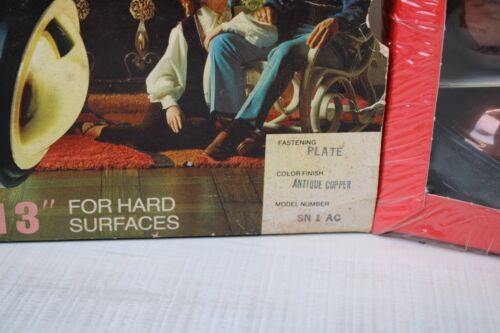 FASTENING
PLATE
COLOR FINISH
ANTIQUE COPPER
MODEL NUMBER
SN L AC
13" FOR HARD
SURFACES